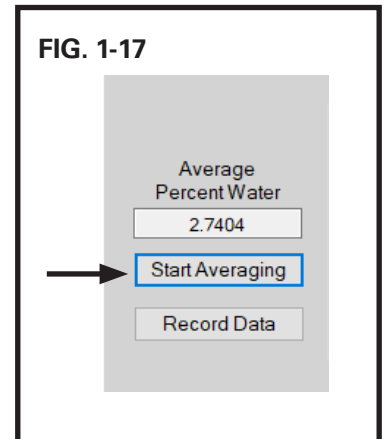 FIG. 1-17
Average
Percent Water
2.7404
Start Averaging
Record Data